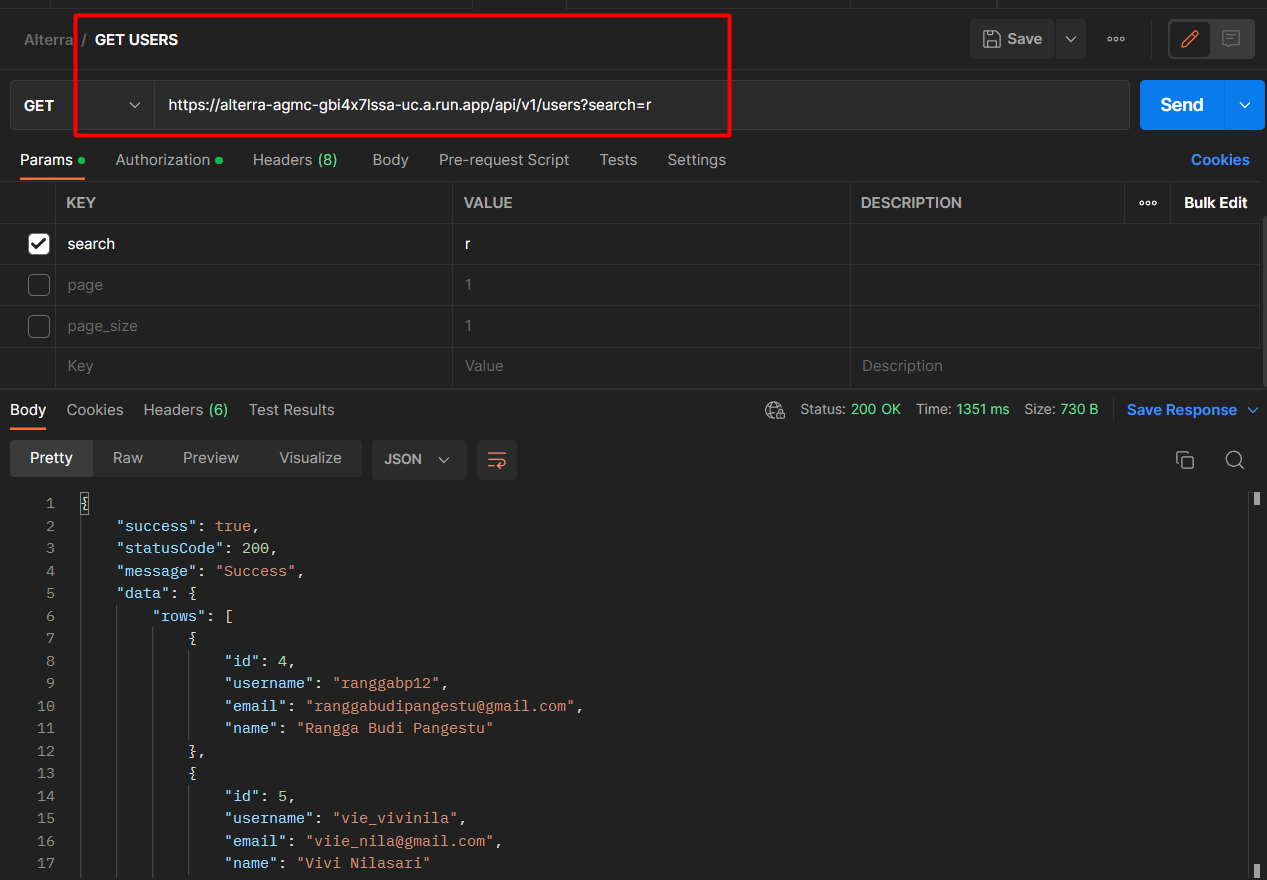 Alterra / GET USERS
Save
GET https://alterra-agmc-gbi4x7lssa-uc.a.run.app/api/v1/users?search=r Send
Params Authorization Headers (8) Body Pre-request Script Tests Settings Cookies
KEY VALUE DESCRIPTION Bulk Edit
search r
page 1
page_size 1
Key Value Description
Body Cookies Headers (6) Test Results Status: 200 OK Time: 1351 ms Size: 730 B Save Response
Pretty Raw Preview Visualize JSON
1 {
2 "success": true,
3 "statusCode": 200,
4 "message": "Success",
5 "data": {
6 "rows": [
7 {
8 "id": 4,
9 "username": "ranggabp12",
10 "email": "ranggabudipangestu@gmail.com",
11 "name": "Rangga Budi Pangestu"
12 },
13 {
14 "id": 5,
15 "username": "vie_vivinila",
16 "email": "viie_nila@gmail.com",
17 "name": "Vivi Nilasari"